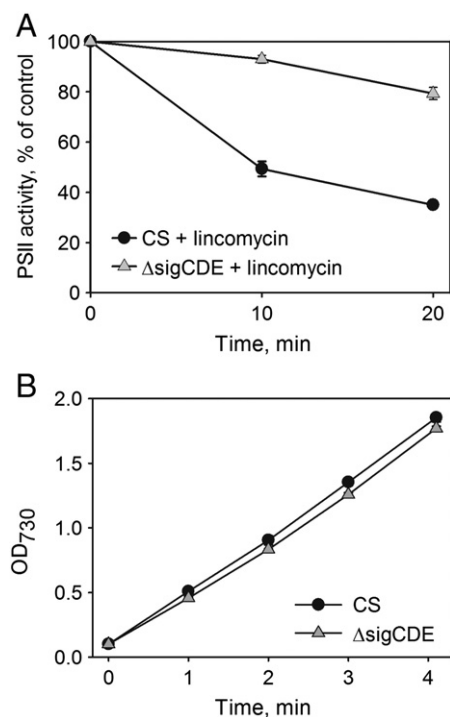 A
PSII activity, % of control
100
80
60
40
20
0
CS + lincomycin
ΔsigCDE + lincomycin
0
10
20
Time, min
B
OD730
2.0
1.5
1.0
0.5
0.0
CS
ΔsigCDE
0
1
2
3
4
Time, min